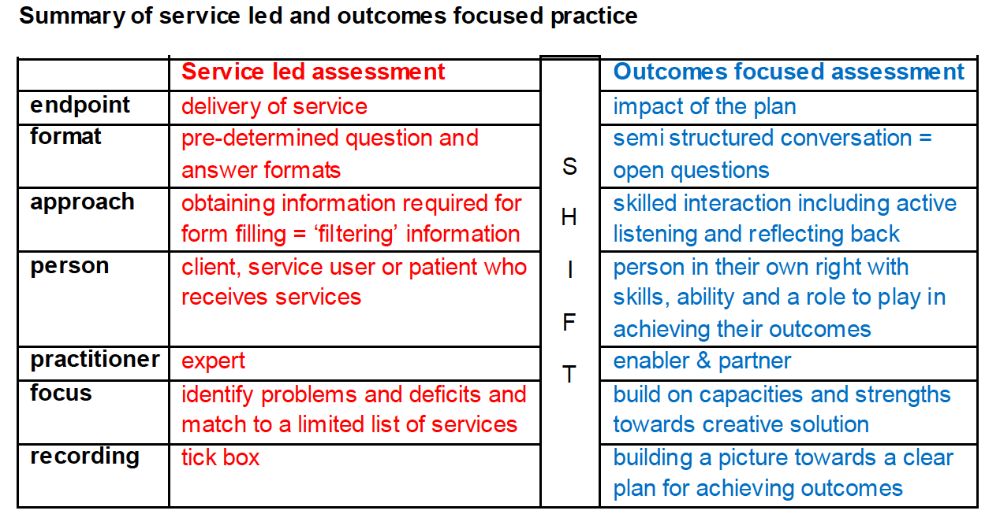 Summary of service led and outcomes focused practice
Service led assessment
Outcomes focused assessment
endpoint
delivery of service
impact of the plan
format
pre-determined question and
answer formats
semi structured conversation =
open questions
approach
obtaining information required for
form filling = ‘filtering’ information
skilled interaction including active
listening and reflecting back
person
client, service user or patient who
receives services
person in their own right with
skills, ability and a role to play in
achieving their outcomes
practitioner
expert
enabler & partner
focus
identify problems and deficits and
match to a limited list of services
build on capacities and strengths
towards creative solution
recording
tick box
building a picture towards a clear
plan for achieving outcomes
S
H
I
F
T